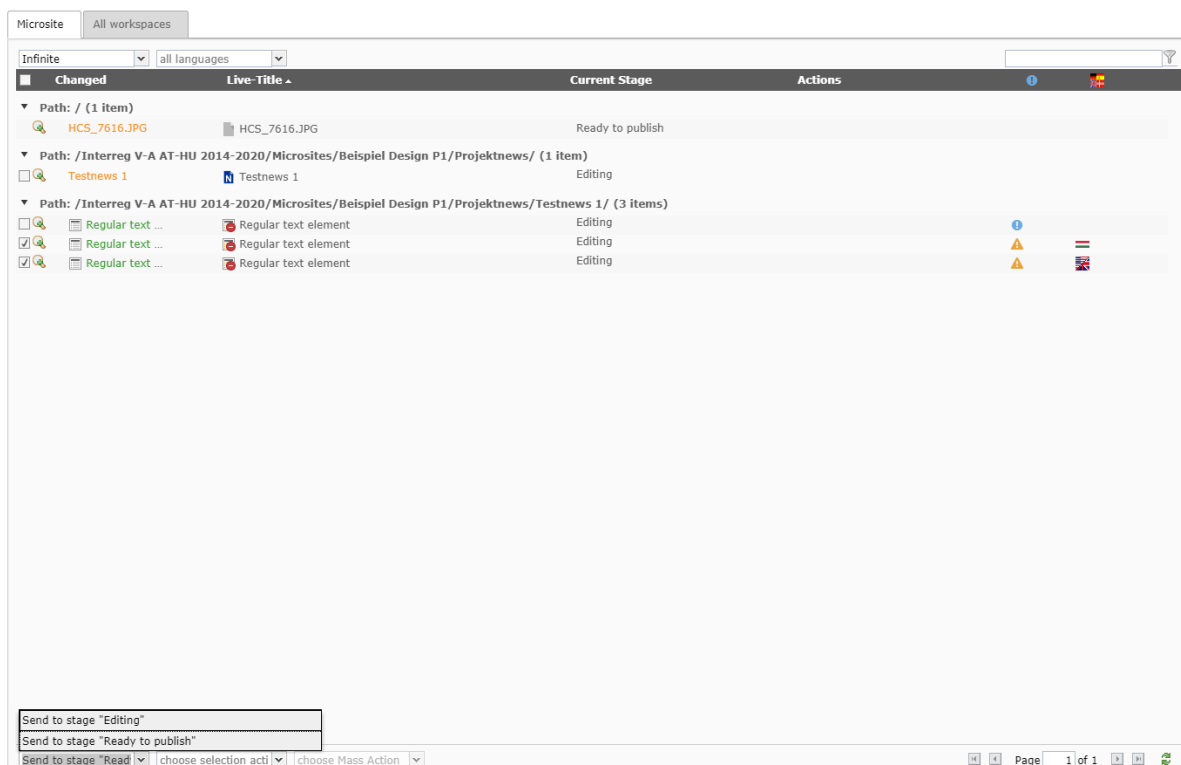 Microsite All workspaces
Infinite all languages
Changed Live-Title Current Stage Actions
Path: / (1 item)
HCS_7616.JPG HCS_7616.JPG Ready to publish
Path: /Interreg V-A AT-HU 2014-2020/Microsites/Beispiel Design P1/Projektnews/ (1 item)
Testnews 1 N Testnews 1 Editing
Path: /Interreg V-A AT-HU 2014-2020/Microsites/Beispiel Design P1/Projektnews/Testnews 1/ (3 items)
Regular text ... Regular text element Editing
Regular text ... Regular text element Editing
Regular text ... Regular text element Editing
Send to stage "Editing"
Send to stage "Ready to publish"
Send to stage "Read choose selection acti choose Mass Action Page 1 of 1